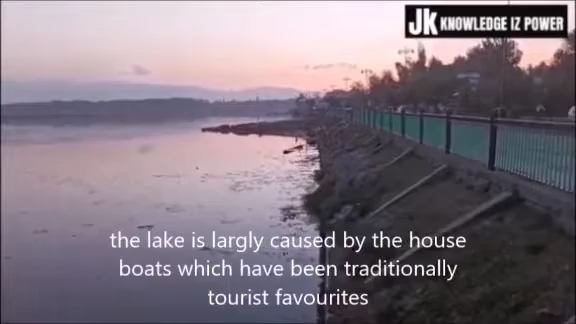 JK KNOWLEDGE IZ POWER
the lake is largly caused by the house
boats which have been traditionally
tourist favourites